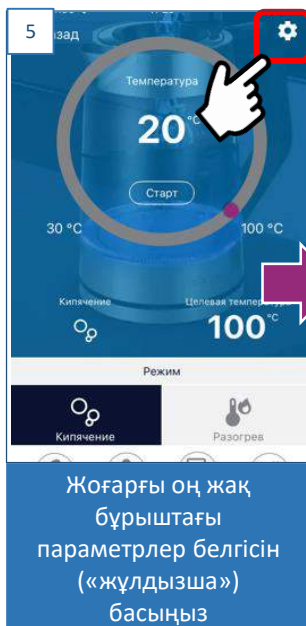 5
азад
Температура
20 °C
Старт
30 °C
100 °C
Кипячение
Целевая температура
100 °C
Режим
Кипячение
Разогрев
Жоғарғы оң жақ
бұрыштағы
параметрлер белгісін
(«жұлдызша»)
басыңыз